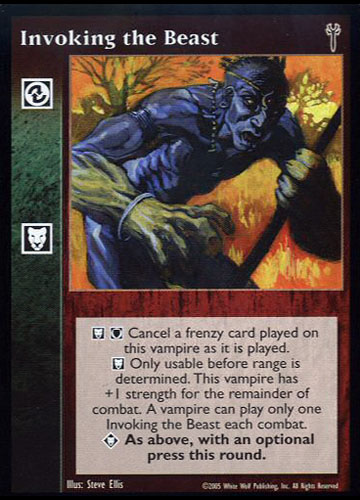 Invoking the Beast
Cancel a frenzy card played on
this vampire as it is played.
Only usable before range is
determined. This vampire has
+1 strength for the remainder of
combat. A vampire can play only one
Invoking the Beast each combat.
As above, with an optional
press this round.
Illus: Steve Ellis
©2005 White Wolf Publishing, Inc. All Rights Reserved